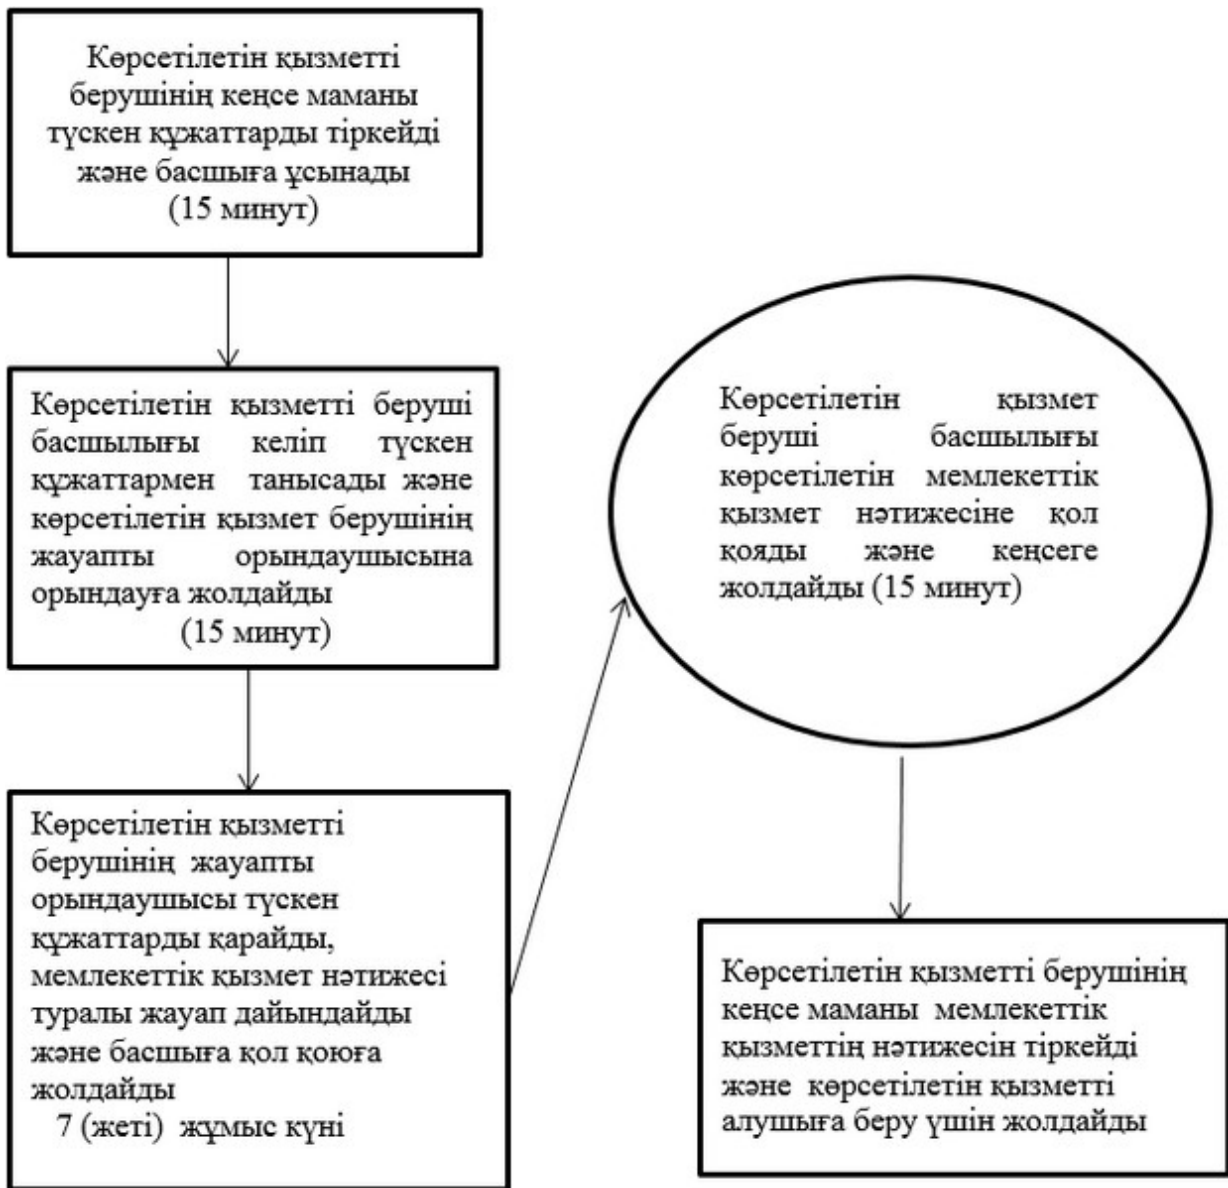 Көрсетілетін қызметті
берушінің кеңсе маманы
түскен құжаттарды тіркейді
және басшыға ұсынады
(15 минут)
Көрсетілетін қызметті беруші
басшылығы келіп түскен
құжаттармен танысады және
көрсетілетін қызмет берушінің
жауапты орындаушысына
орындауға жолдайды
(15 минут)
Көрсетілетін қызметті
берушінің жауапты
орындаушысы түскен
құжаттарды қарайды,
мемлекеттік қызмет нәтижесі
туралы жауап дайындайды
және басшыға қол қоюға
жолдайды
7 (жеті) жұмыс күні
Көрсетілетін қызмет
беруші басшылығы
көрсетілетін мемлекеттік
қызмет нәтижесіне қол
қояды және кеңсеге
жолдайды (15 минут)
Көрсетілетін қызметті берушінің
кеңсе маманы мемлекеттік
қызметтің нәтижесін тіркейді
және көрсетілетін қызметті
алушыға беру үшін жолдайды